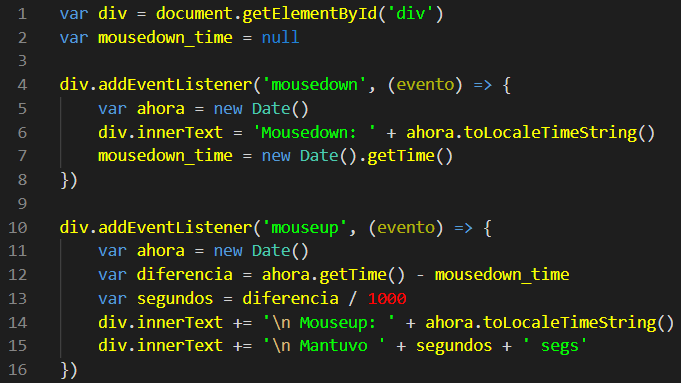 1 var div = document.getElementById('div')
2 var mousedown_time = null
3
4 div.addEventListener('mousedown', (evento) => {
5     var ahora = new Date()
6     div.innerText = 'Mousedown: ' + ahora.toLocaleTimeString()
7     mousedown_time = new Date().getTime()
8 })
9
10 div.addEventListener('mouseup', (evento) => {
11     var ahora = new Date()
12     var diferencia = ahora.getTime() - mousedown_time
13     var segundos = diferencia / 1000
14     div.innerText += '\n Mouseup: ' + ahora.toLocaleTimeString()
15     div.innerText += '\n Mantuvo ' + segundos + ' segs'
16 })